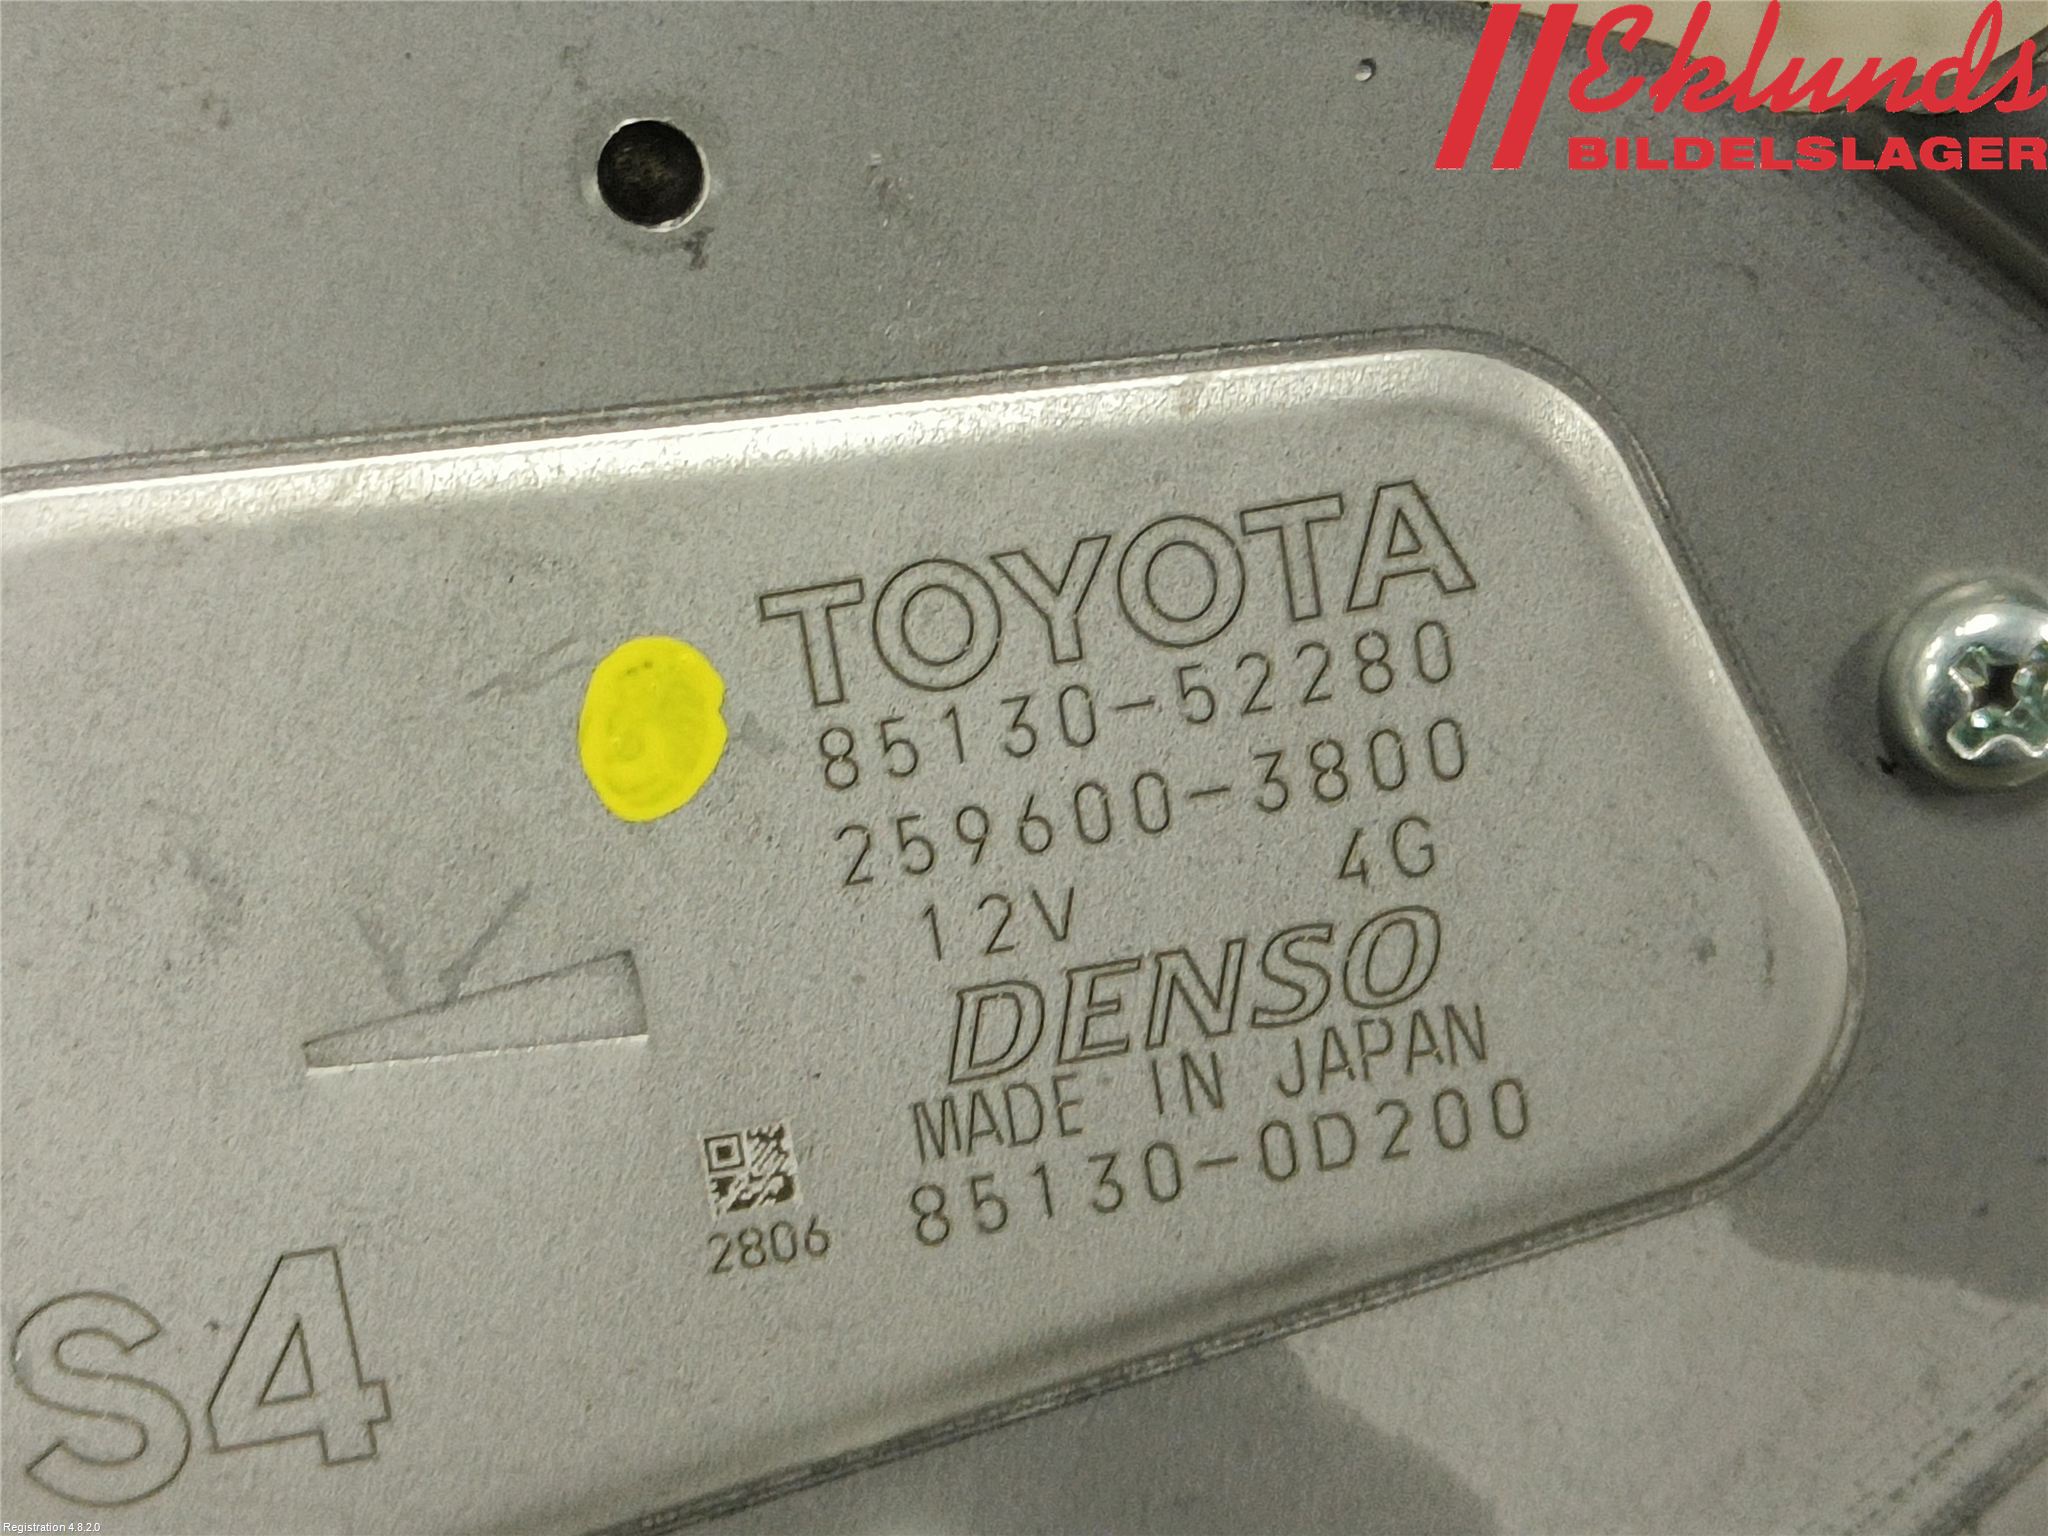 Eklunds
BILDELSLAGER
TOYOTA
85130-52280
259600-3800
12V 4G
DENSO
MADE IN JAPAN
85130-0D200
2806
S4
Registration 4.8.2.0